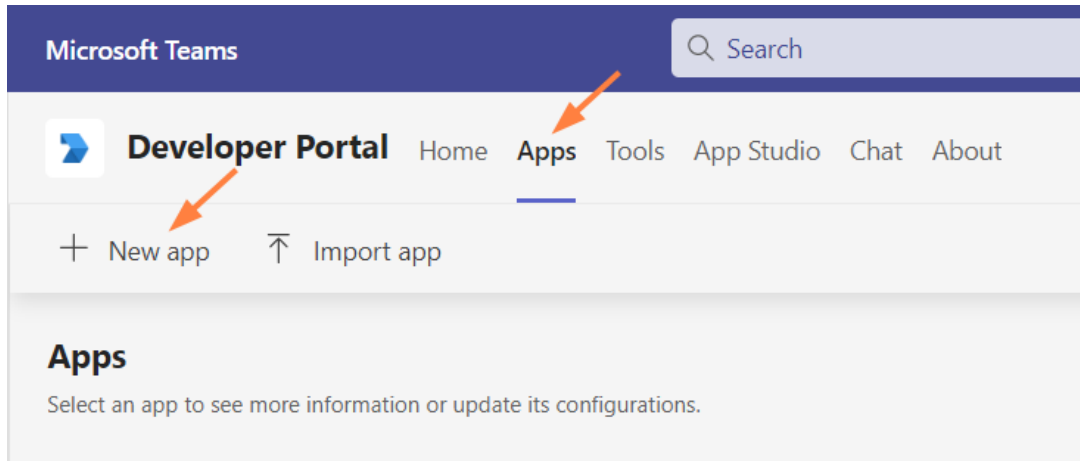 Microsoft Teams
Search
Developer Portal
Home Apps Tools App Studio Chat About
New app Import app
Apps
Select an app to see more information or update its configurations.